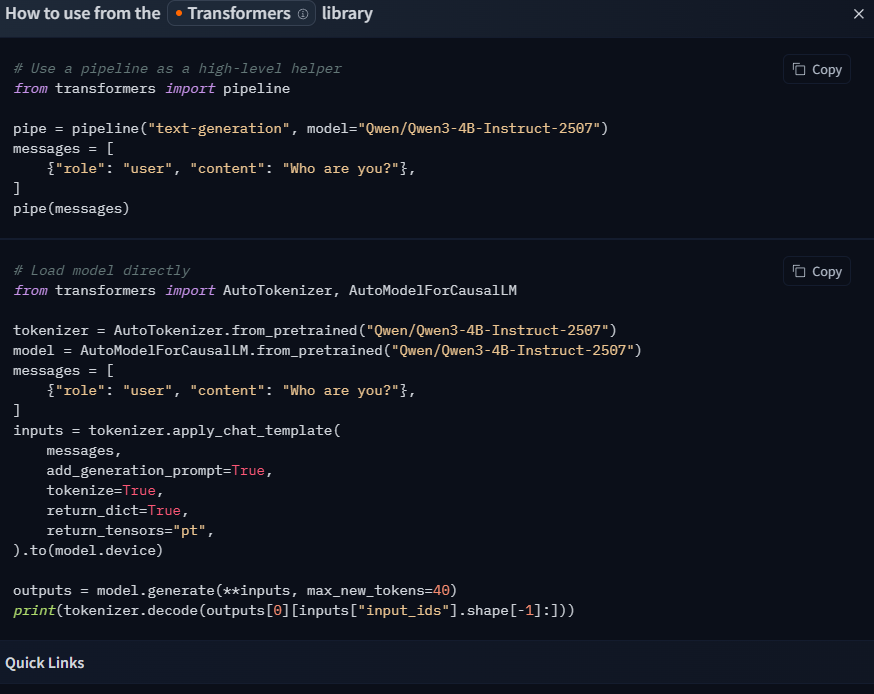 How to use from the Transformers library
# Use a pipeline as a high-level helper
Copy
from transformers import pipeline
pipe = pipeline("text-generation", model="Qwen/Qwen3-4B-Instruct-2507")
messages = [
    {"role": "user", "content": "Who are you?"},
]
pipe(messages)
# Load model directly
Copy
from transformers import AutoTokenizer, AutoModelForCausalLM
tokenizer = AutoTokenizer.from_pretrained("Qwen/Qwen3-4B-Instruct-2507")
model = AutoModelForCausalLM.from_pretrained("Qwen/Qwen3-4B-Instruct-2507")
messages = [
    {"role": "user", "content": "Who are you?"},
]
inputs = tokenizer.apply_chat_template(
    messages,
    add_generation_prompt=True,
    tokenize=True,
    return_dict=True,
    return_tensors="pt",
).to(model.device)
outputs = model.generate(**inputs, max_new_tokens=40)
print(tokenizer.decode(outputs[0][inputs["input_ids"].shape[-1]:]))
Quick Links